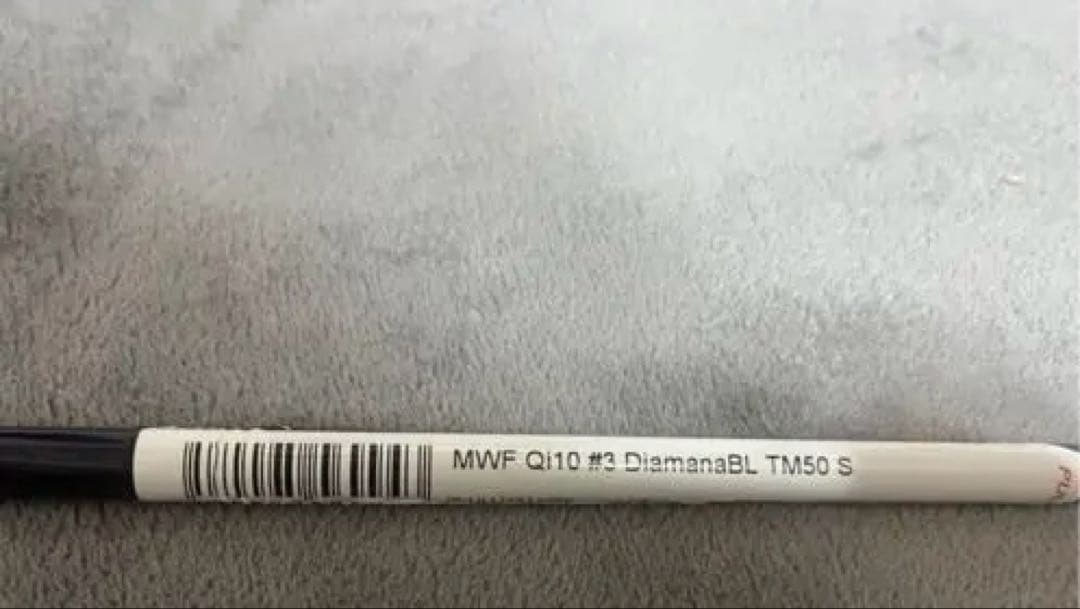 MWF Qi10 #3 DiamanaBL TM50 S